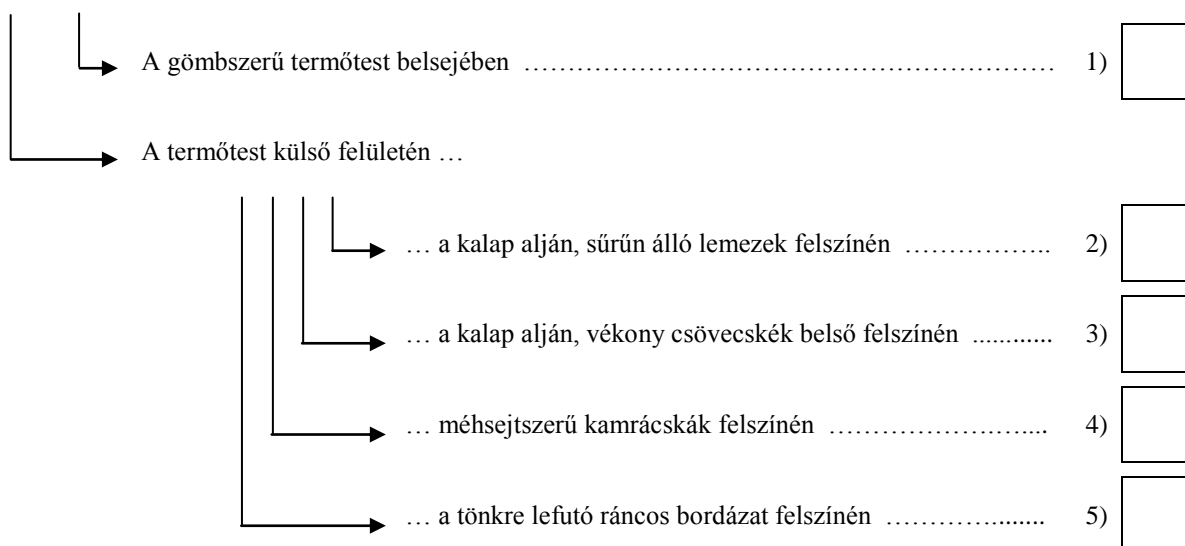 A gömbszerű termőtest belsejében ……………………………………………………… 1)
A termőtest külső felületén …
… a kalap alján, sűrűn álló lemezek felszínén …………….. 2)
… a kalap alján, vékony csövecskék belső felszínén ............ 3)
… méhsejtszerű kamrácskák felszínén ………………….….... 4)
… a tönkre lefutó ráncos bordázat felszínén …………........ 5)